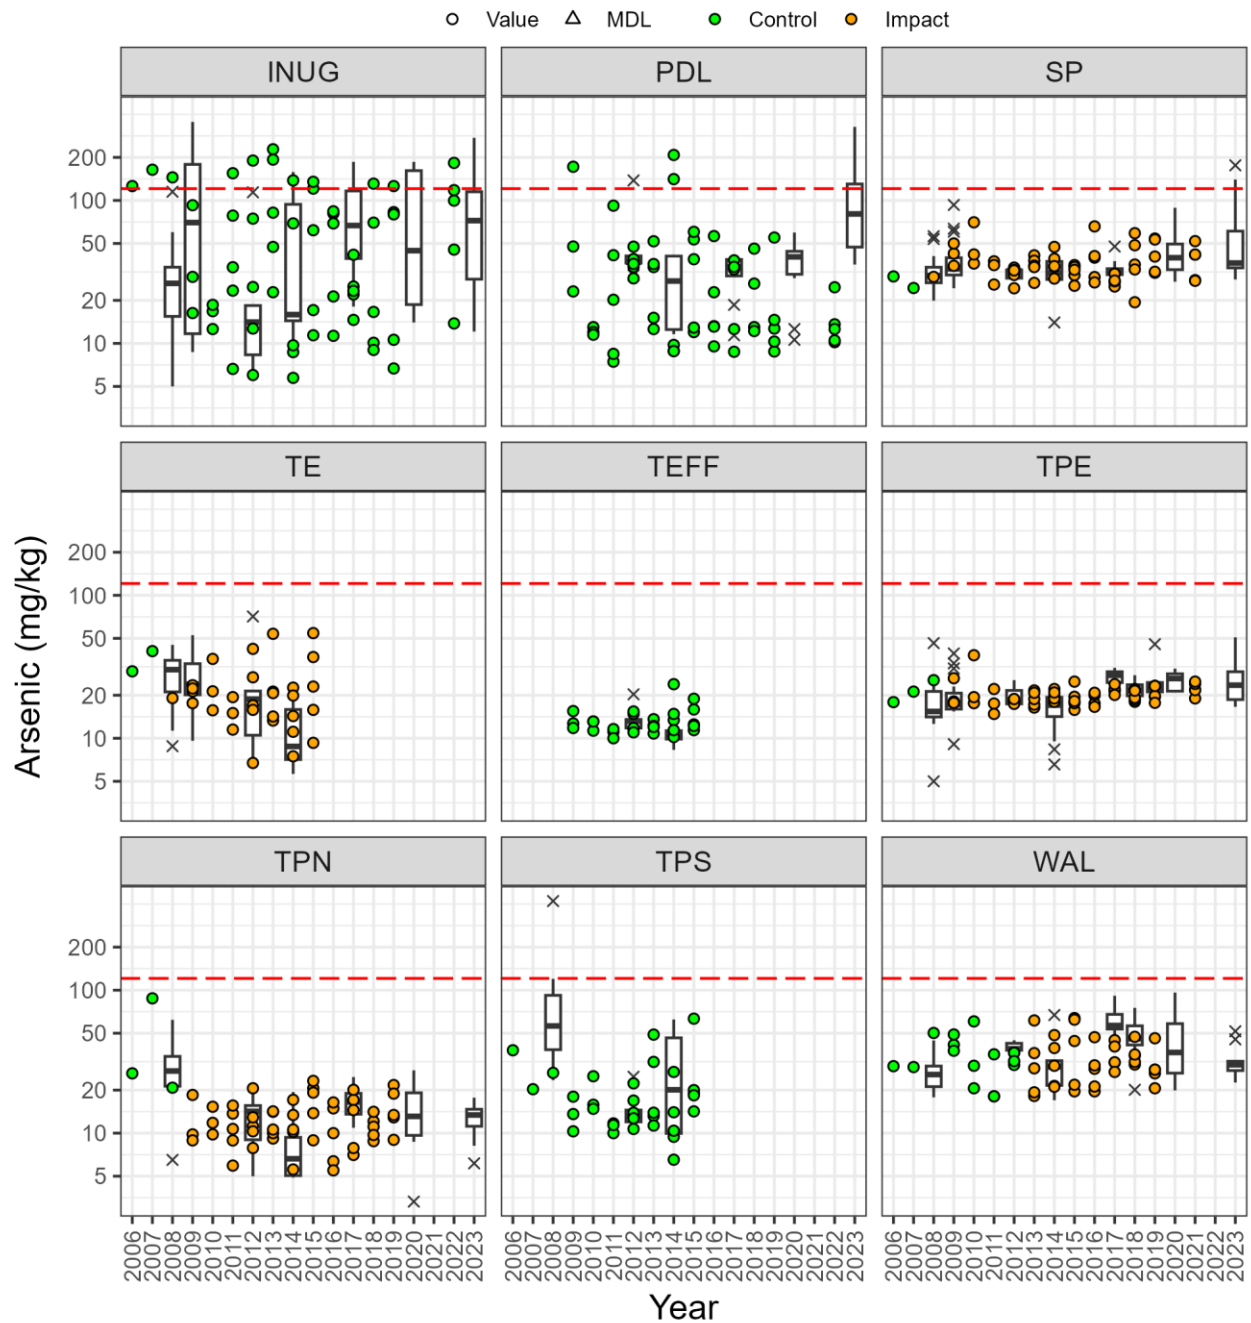 Value MDL Control Impact
INUG PDL SP
200
100
50
20
10
5
TE TEFF TPE
Arsenic (mg/kg)
200
100
50
20
10
5
TPN TPS WAL
200
100
50
20
10
5
2006 2007 2008 2009 2010 2011 2012 2013 2014 2015 2016 2017 2018 2019 2020 2021 2022 2023
2006 2007 2008 2009 2010 2011 2012 2013 2014 2015 2016 2017 2018 2019 2020 2021 2022 2023
2006 2007 2008 2009 2010 2011 2012 2013 2014 2015 2016 2017 2018 2019 2020 2021 2022 2023
Year